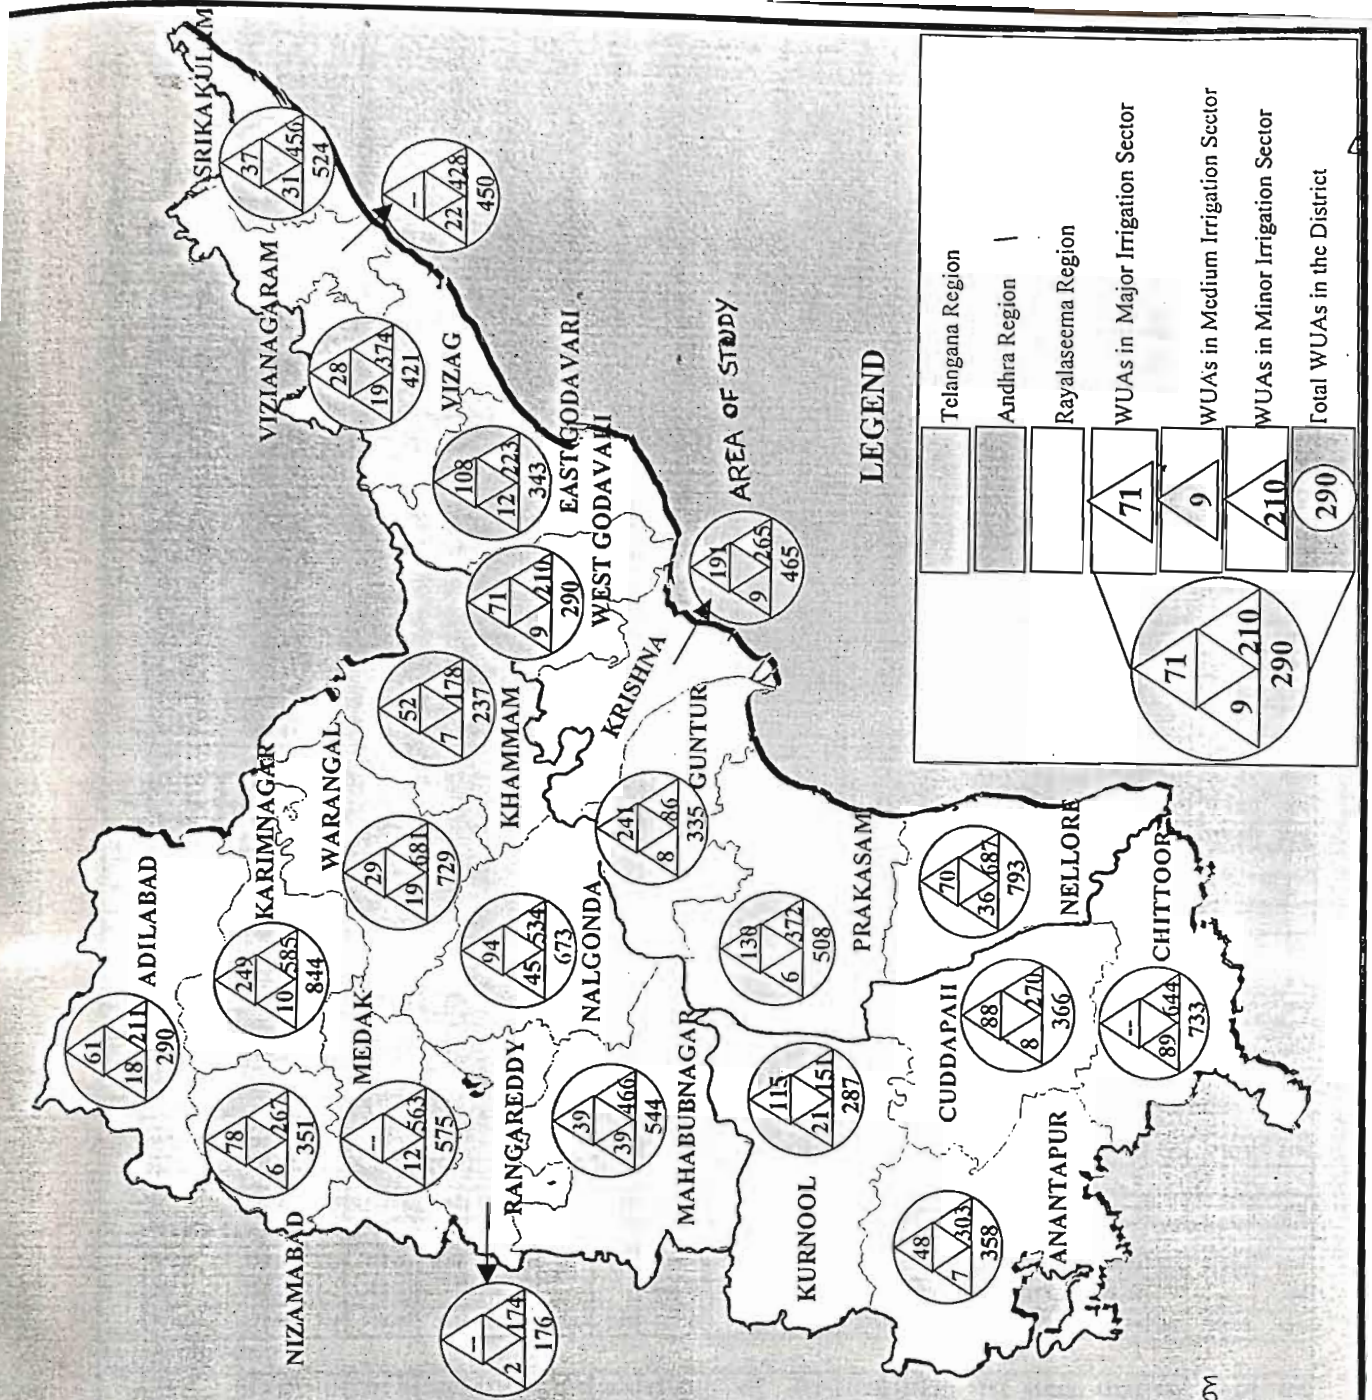 SRIKAKULAM
37
31 456
524
--
22 428
450
VIZIANAGARAM
28
19 374
421
VIZAG
108
12 223
343
EAST GODAVARI
71
9 210
290
WEST GODAVARI
AREA OF STUDY
191
9 265
465
KRISHNA
52
7 178
237
KHAMMAM
WARANGAL
29
19 681
729
KARIMNAGAR
249
10 585
844
ADILABAD
61
18 211
290
78
6 267
351
NIZAMABAD
MEDAK
--
12 563
575
94
45 534
673
NALGONDA
RANGAREDDY
--
2 174
176
39
39 466
544
MAHABUBNAGAR
241
8 86
335
GUNTUR
130
6 372
508
PRAKASAM
70
36 687
793
NELLORE
115
21 151
287
KURNOOL
CUDDAPAH
88
8 270
366
--
89 644
733
CHITTOOR
48
7 303
358
ANANTAPUR
LEGEND
Telangana Region
Andhra Region
Rayalaseema Region
71 WUAs in Major Irrigation Sector
9 WUAs in Medium Irrigation Sector
210 WUAs in Minor Irrigation Sector
290 Total WUAs in the District
71
9 210
290